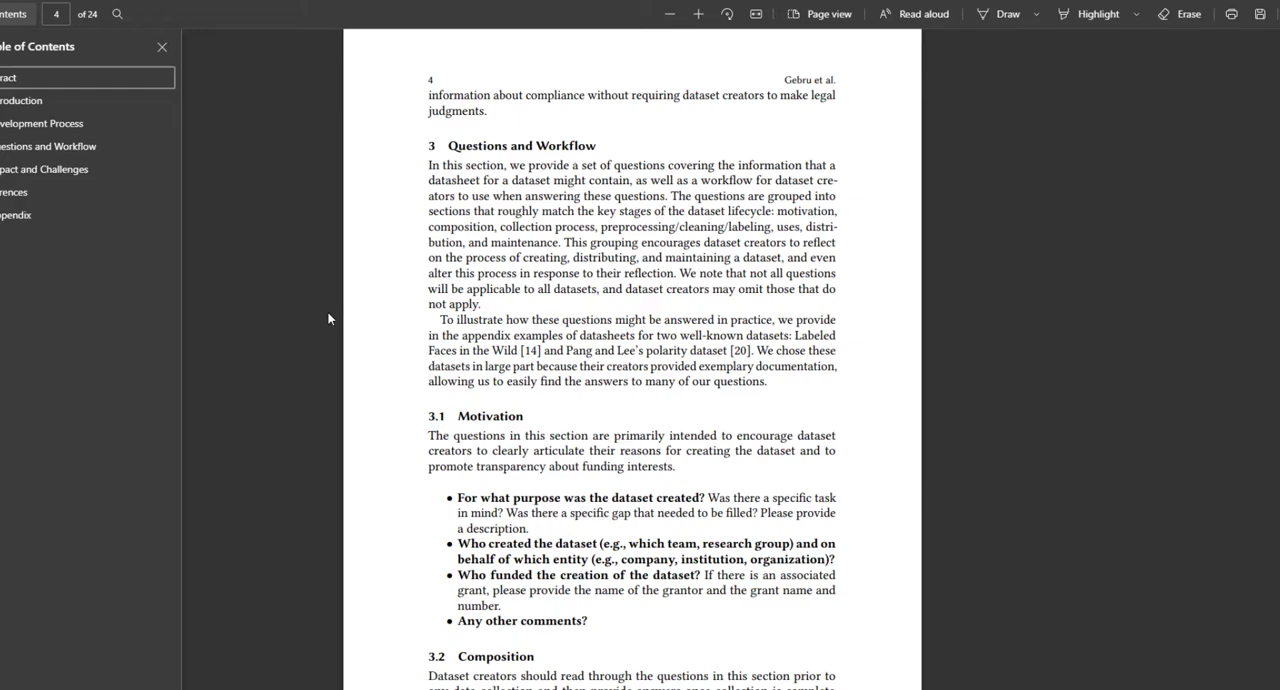 ntents
4
of 24
Page view
Read aloud
Draw
Highlight
Erase
le of Contents
ract
roduction
velopment Process
estions and Workflow
pact and Challenges
rences
pendix
4
Gebru et al.
information about compliance without requiring dataset creators to make legal
judgments.
3 Questions and Workflow
In this section, we provide a set of questions covering the information that a
datasheet for a dataset might contain, as well as a workflow for dataset cre-
ators to use when answering these questions. The questions are grouped into
sections that roughly match the key stages of the dataset lifecycle: motivation,
composition, collection process, preprocessing/cleaning/labeling, uses, distri-
bution, and maintenance. This grouping encourages dataset creators to reflect
on the process of creating, distributing, and maintaining a dataset, and even
alter this process in response to their reflection. We note that not all questions
will be applicable to all datasets, and dataset creators may omit those that do
not apply.
To illustrate how these questions might be answered in practice, we provide
in the appendix examples of datasheets for two well-known datasets: Labeled
Faces in the Wild [14] and Pang and Lee's polarity dataset [20]. We chose these
datasets in large part because their creators provided exemplary documentation,
allowing us to easily find the answers to many of our questions.
3.1 Motivation
The questions in this section are primarily intended to encourage dataset
creators to clearly articulate their reasons for creating the dataset and to
promote transparency about funding interests.
• For what purpose was the dataset created? Was there a specific task
in mind? Was there a specific gap that needed to be filled? Please provide
a description.
• Who created the dataset (e.g., which team, research group) and on
behalf of which entity (e.g., company, institution, organization)?
• Who funded the creation of the dataset? If there is an associated
grant, please provide the name of the grantor and the grant name and
number.
• Any other comments?
3.2 Composition
Dataset creators should read through the questions in this section prior to